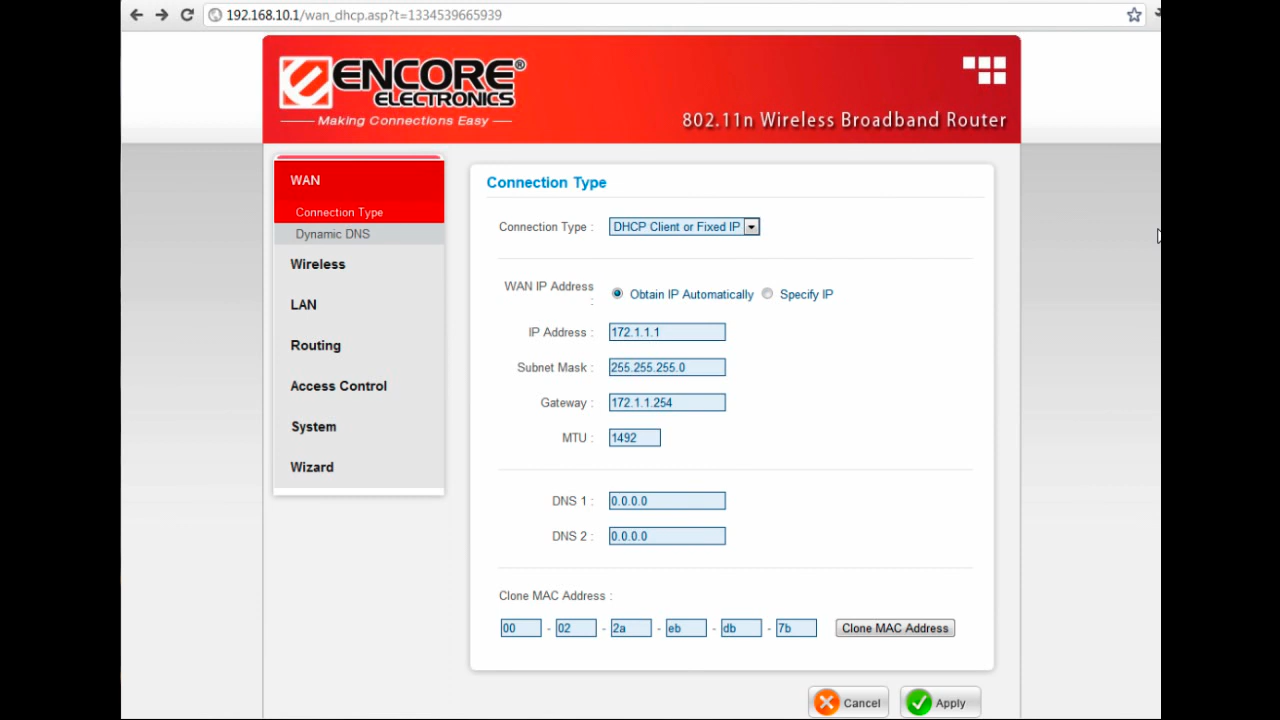 192.168.10.1/wan_dhcp.asp?t=1334539665939
ENCORE®
ELECTRONICS
Making Connections Easy
802.11n Wireless Broadband Router
WAN
Connection Type
Dynamic DNS
Wireless
LAN
Routing
Access Control
System
Wizard
Connection Type
Connection Type : DHCP Client or Fixed IP
WAN IP Address : Obtain IP Automatically Specify IP
IP Address : 172.1.1.1
Subnet Mask : 255.255.255.0
Gateway : 172.1.1.254
MTU : 1492
DNS 1 : 0.0.0.0
DNS 2 : 0.0.0.0
Clone MAC Address :
00 - 02 - 2a - eb - db - 7b Clone MAC Address
Cancel Apply